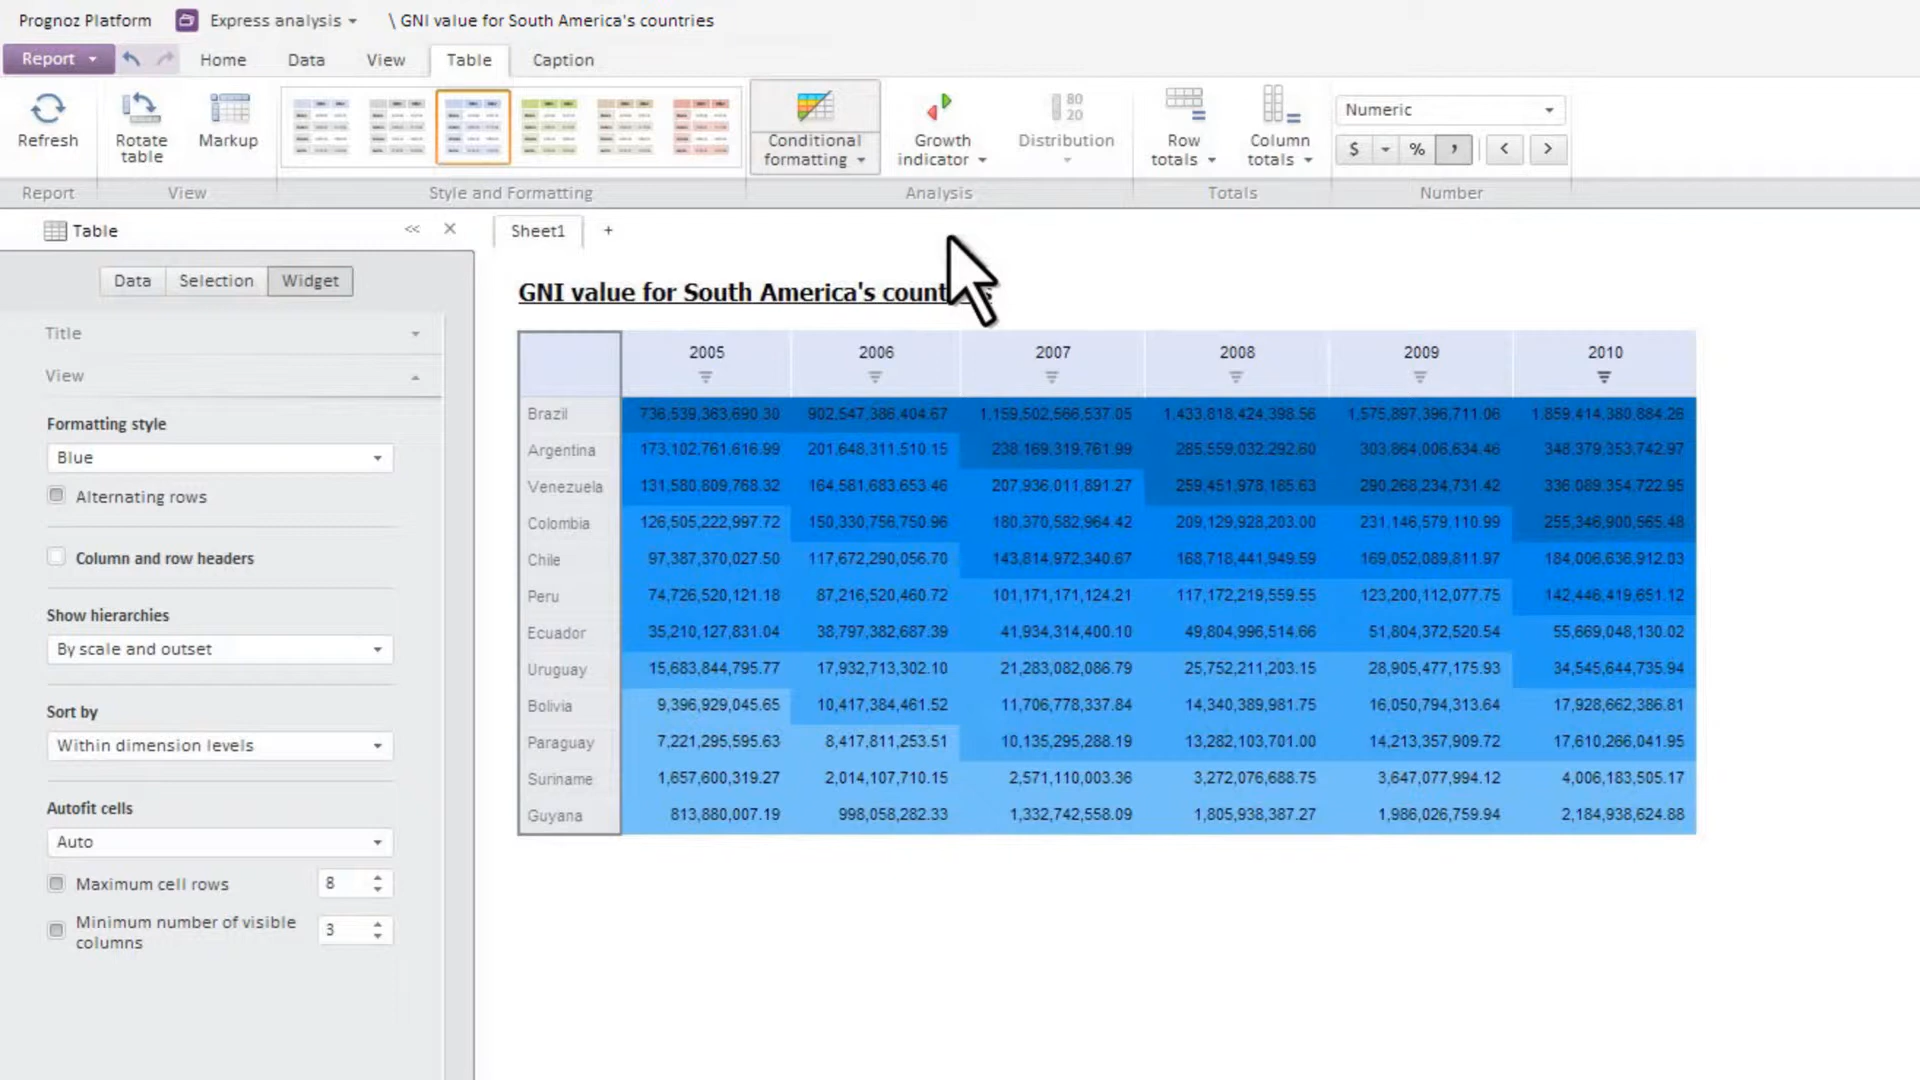 Prognoz Platform Express analysis \ GNI value for South America's countries
Report Home Data View Table Caption
Refresh Rotate table Markup Conditional formatting Growth indicator 80 20 Distribution Row totals Column totals Numeric
$ % , < >
Report View Style and Formatting Analysis Totals Number
Table << × Sheet1 +
Data Selection Widget
Title
View
Formatting style
Blue
Alternating rows
Column and row headers
Show hierarchies
By scale and outset
Sort by
Within dimension levels
Autofit cells
Auto
Maximum cell rows 8
Minimum number of visible columns 3
GNI value for South America's count
2005 2006 2007 2008 2009 2010
Brazil 736,539,363,690.30 902,547,386,404.67 1,159,502,566,537.05 1,433,818,424,398.56 1,575,897,396,711.06 1,859,414,380,884.26
Argentina 173,102,761,616.99 201,648,311,510.15 238,169,319,761.99 285,559,032,292.60 303,864,006,634.46 348,379,353,742.97
Venezuela 131,580,809,768.32 164,581,683,653.46 207,936,011,891.27 259,451,978,185.63 290,268,234,731.42 336,089,354,722.95
Colombia 126,505,222,997.72 150,330,756,750.96 180,370,582,964.42 209,129,928,203.00 231,146,579,110.99 255,346,900,565.48
Chile 97,387,370,027.50 117,672,290,056.70 143,814,972,340.67 168,718,441,949.59 169,052,089,811.97 184,006,636,912.03
Peru 74,726,520,121.18 87,216,520,460.72 101,171,171,124.21 117,172,219,559.55 123,200,112,077.75 142,446,419,651.12
Ecuador 35,210,127,831.04 38,797,382,687.39 41,934,314,400.10 49,804,996,514.66 51,804,372,520.54 55,669,048,130.02
Uruguay 15,683,844,795.77 17,932,713,302.10 21,283,082,086.79 25,752,211,203.15 28,905,477,175.93 34,545,644,735.94
Bolivia 9,396,929,045.65 10,417,384,461.52 11,706,778,337.84 14,340,389,981.75 16,050,794,313.64 17,928,662,386.81
Paraguay 7,221,295,595.63 8,417,811,253.51 10,135,295,288.19 13,282,103,701.00 14,213,357,909.72 17,610,266,041.95
Suriname 1,657,600,319.27 2,014,107,710.15 2,571,110,003.36 3,272,076,688.75 3,647,077,994.12 4,006,183,505.17
Guyana 813,880,007.19 998,058,282.33 1,332,742,558.09 1,805,938,387.27 1,986,026,759.94 2,184,938,624.88